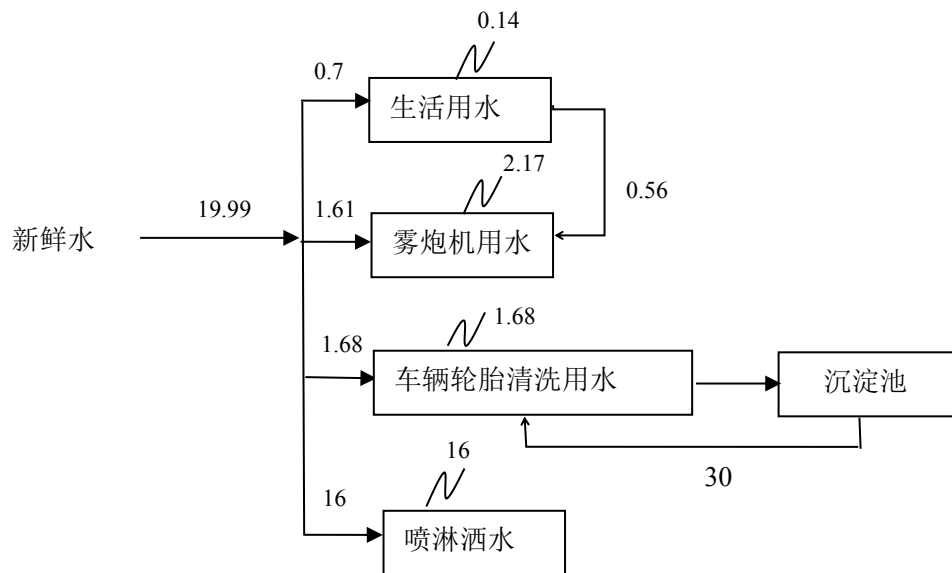 0.14
0.7
生活用水
2.17
0.56
19.99
1.61
新鲜水
雾炮机用水
1.68
1.68
车辆轮胎清洗用水
沉淀池
16
30
16
喷淋洒水